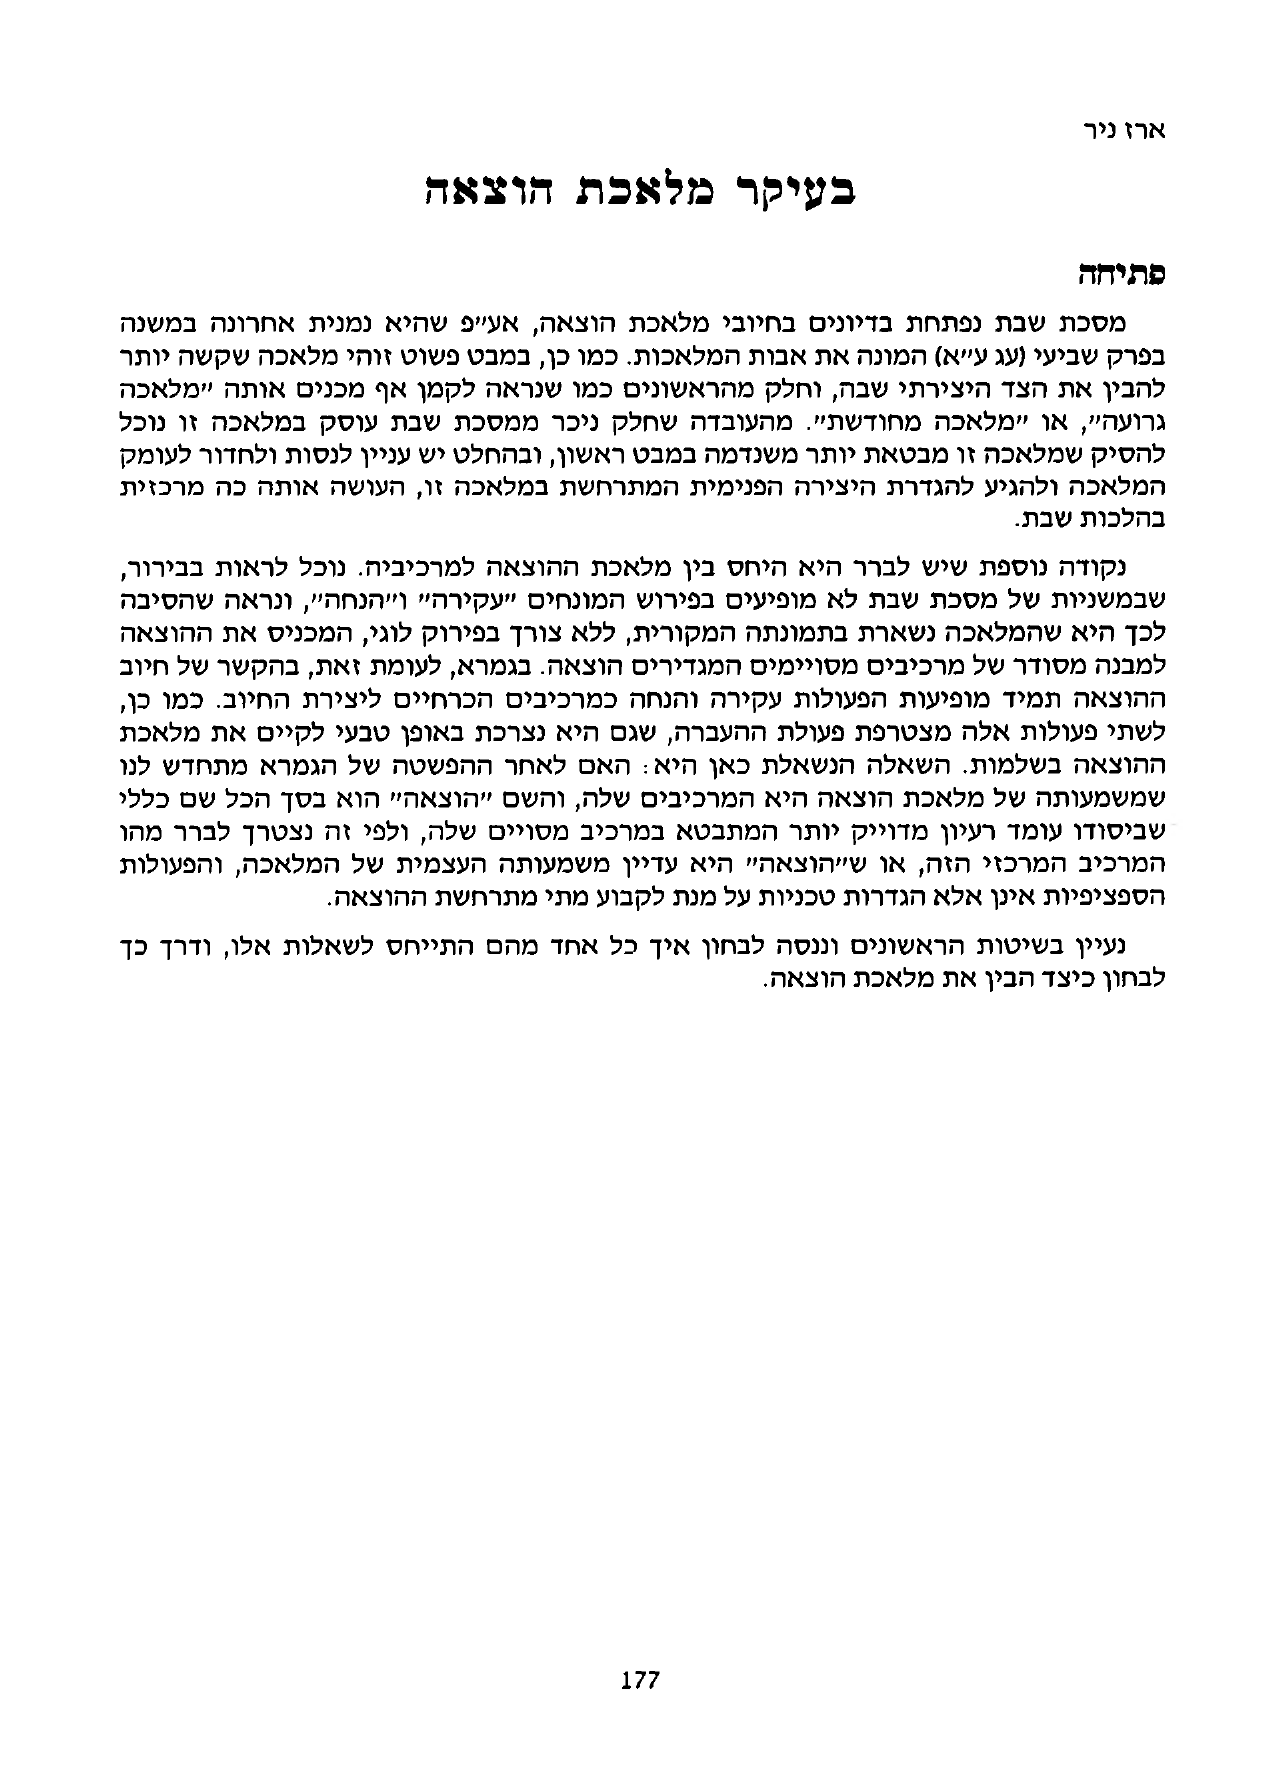 ארז ניר
בעיקר מלאכת הוצאה
פתיחה
מסכת שבת נפתחת בדיונים בחיובי מלאכת הוצאה, אע״פ שהיא נמנית אחרונה במשנה
בפרק שביעי (עג ע״א) המונה את אבות המלאכות. כמו כן, במבט פשוט זוהי מלאכה שקשה יותר
להבין את הצד היצירתי שבה, וחלק מהראשונים כמו שנראה לקמן אף מכנים אותה ״מלאכה
גרועה״, או ״מלאכה מחודשת״. מהעובדה שחלק ניכר ממסכת שבת עוסק במלאכה זו נוכל
להסיק שמלאכה זו מבטאת יותר משנדמה במבט ראשון, ובהחלט יש עניין לנסות ולחדור לעומק
המלאכה ולהגיע להגדרת היצירה הפנימית המתרחשת במלאכה זו, העושה אותה כה מרכזית
בהלכות שבת.
נקודה נוספת שיש לברר היא היחס בין מלאכת ההוצאה למרכיביה. נוכל לראות בבירור,
שבמשניות של מסכת שבת לא מופיעים בפירוש המונחים ״עקירה״ ו״הנחה״, ונראה שהסיבה
לכך היא שהמלאכה נשארת בתמונתה המקורית, ללא צורך בפירוק לוגי, המכניס את ההוצאה
למבנה מסודר של מרכיבים מסויימים המגדירים הוצאה. בגמרא, לעומת זאת, בהקשר של חיוב
ההוצאה תמיד מופיעות הפעולות עקירה והנחה כמרכיבים הכרחיים ליצירת החיוב. כמו כן,
לשתי פעולות אלה מצטרפת פעולת ההעברה, שגם היא נצרכת באופן טבעי לקיים את מלאכת
ההוצאה בשלמות. השאלה הנשאלת כאן היא: האם לאחר ההפשטה של הגמרא מתחדש לנו
שמשמעותה של מלאכת הוצאה היא המרכיבים שלה, והשם ״הוצאה״ הוא בסך הכל שם כללי
שביסודו עומד רעיון מדוייק יותר המתבטא במרכיב מסויים שלה, ולפי זה נצטרך לברר מהו
המרכיב המרכזי הזה, או ש״הוצאה״ היא עדיין משמעותה העצמית של המלאכה, והפעולות
הספציפיות אינן אלא הגדרות טכניות על מנת לקבוע מתי מתרחשת ההוצאה.
נעיין בשיטות הראשונים וננסה לבחון איך כל אחד מהם התייחס לשאלות אלו, ודרך כך
לבחון כיצד הבין את מלאכת הוצאה.
177